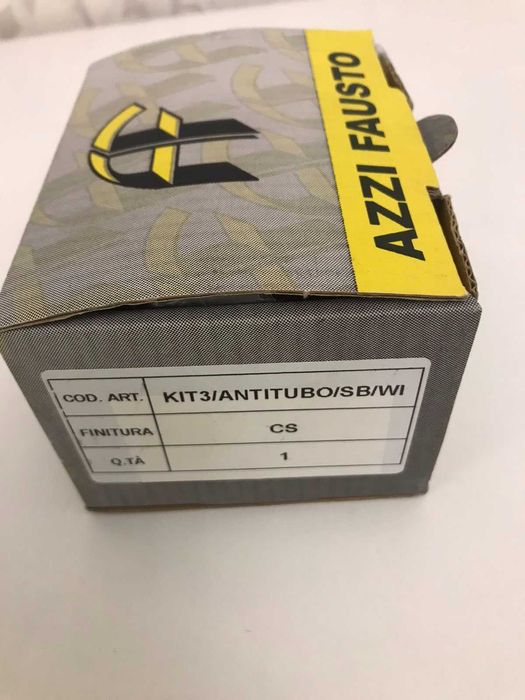 AZZI FAUSTO
COD. ART. KIT3/ANTITUBO/SB/WI
FINITURA CS
Q.TÀ 1